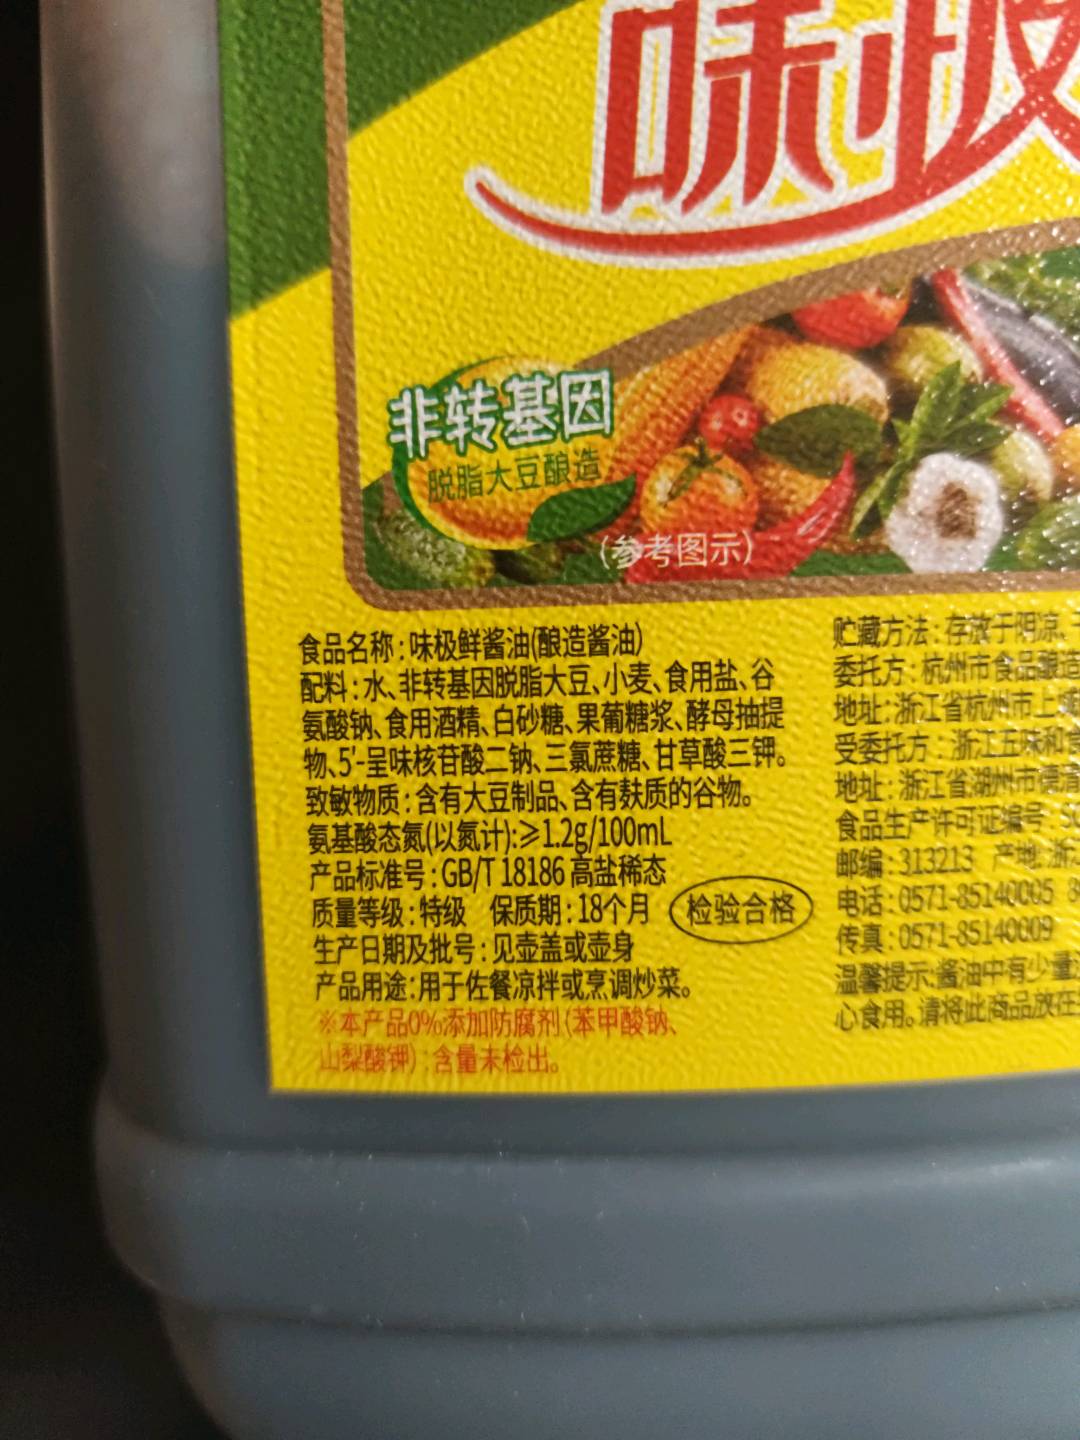 味极
非转基因
脱脂大豆酿造
(参考图示)
食品名称:味极鲜酱油(酿造酱油)
配料:水、非转基因脱脂大豆、小麦、食用盐、谷
氨酸钠、食用酒精、白砂糖、果葡糖浆、酵母抽提
物、5'-呈味核苷酸二钠、三氯蔗糖、甘草酸三钾。
致敏物质:含有大豆制品、含有麸质的谷物。
氨基酸态氮(以氮计):≥1.2g/100mL
产品标准号:GB/T 18186 高盐稀态
质量等级:特级 保质期:18个月
检验合格
生产日期及批号:见壶盖或壶身
产品用途:用于佐餐凉拌或烹调炒菜。
※本产品0%添加防腐剂(苯甲酸钠、
山梨酸钾):含量未检出。
贮藏方法:存放于阴凉、
委托方:杭州市食品酿造
地址:浙江省杭州市上城
受委托方:浙江五味和食
地址:浙江省湖州市德清
食品生产许可证编号:SC
邮编:313213 产地:浙江
电话:0571-85140005 8
传真:0571-85140009
温馨提示:酱油中有少量沉
心食用。请将此商品放在